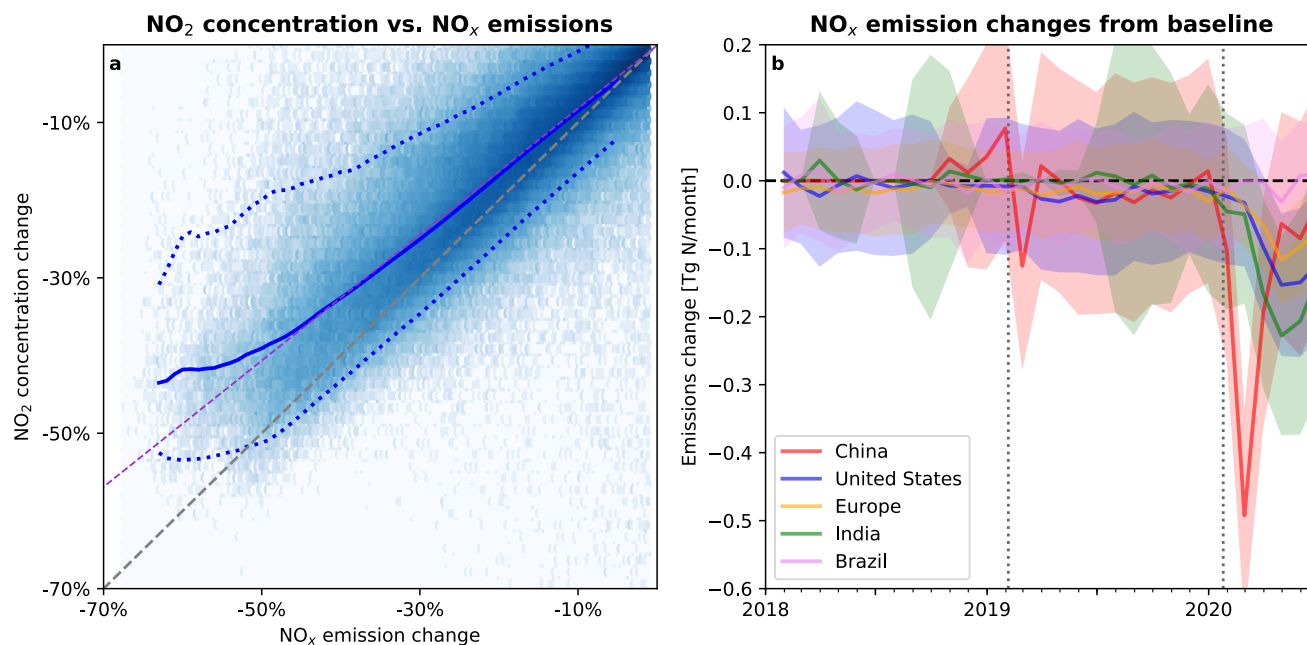 NO₂ concentration vs. NOₓ emissions
a
-10%
-30%
-50%
-70%
NO₂ concentration change
-70%
-50%
-30%
-10%
NOₓ emission change
NOₓ emission changes from baseline
b
0.2
0.1
0.0
−0.1
−0.2
−0.3
−0.4
−0.5
−0.6
Emissions change [Tg N/month]
China
United States
Europe
India
Brazil
2018
2019
2020